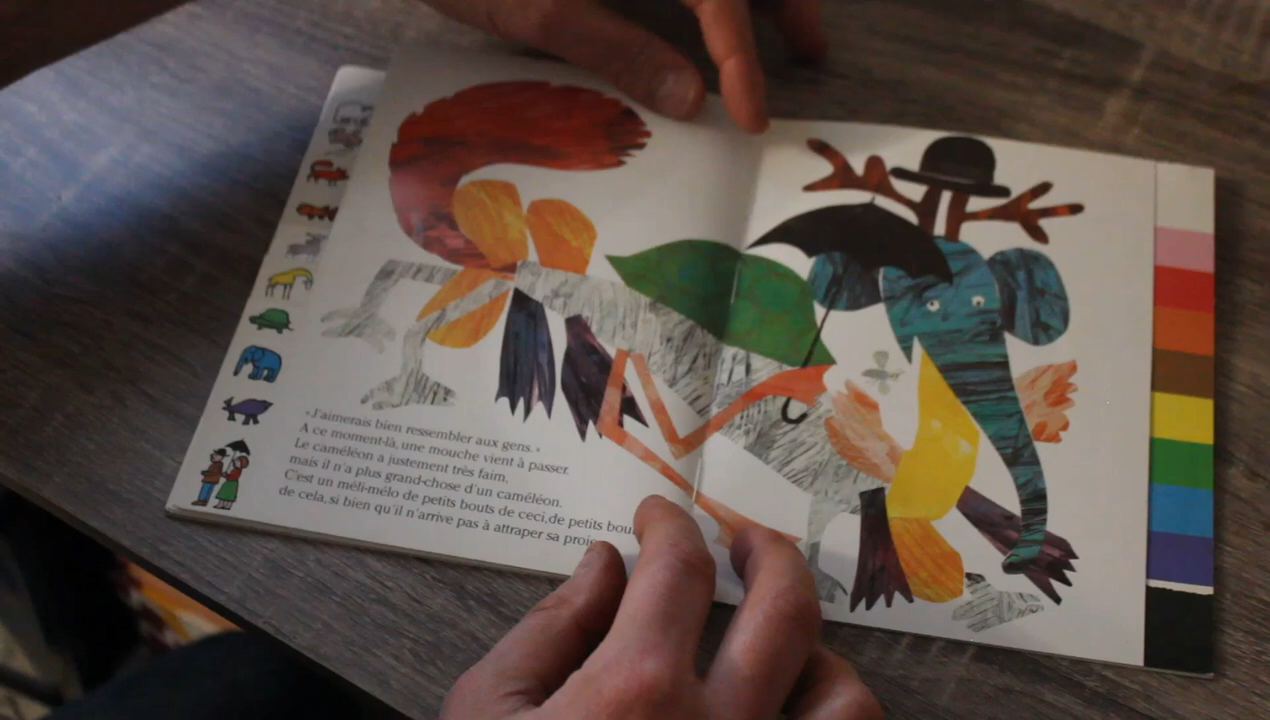 «J'aimerais bien ressembler aux gens.»
A ce moment-là, une mouche vient à passer.
Le caméléon a justement très faim,
mais il n'a plus grand-chose d'un caméléon.
C'est un méli-mélo de petits bouts de ceci, de petits
de cela, si bien qu'il n'arrive pas à attraper sa